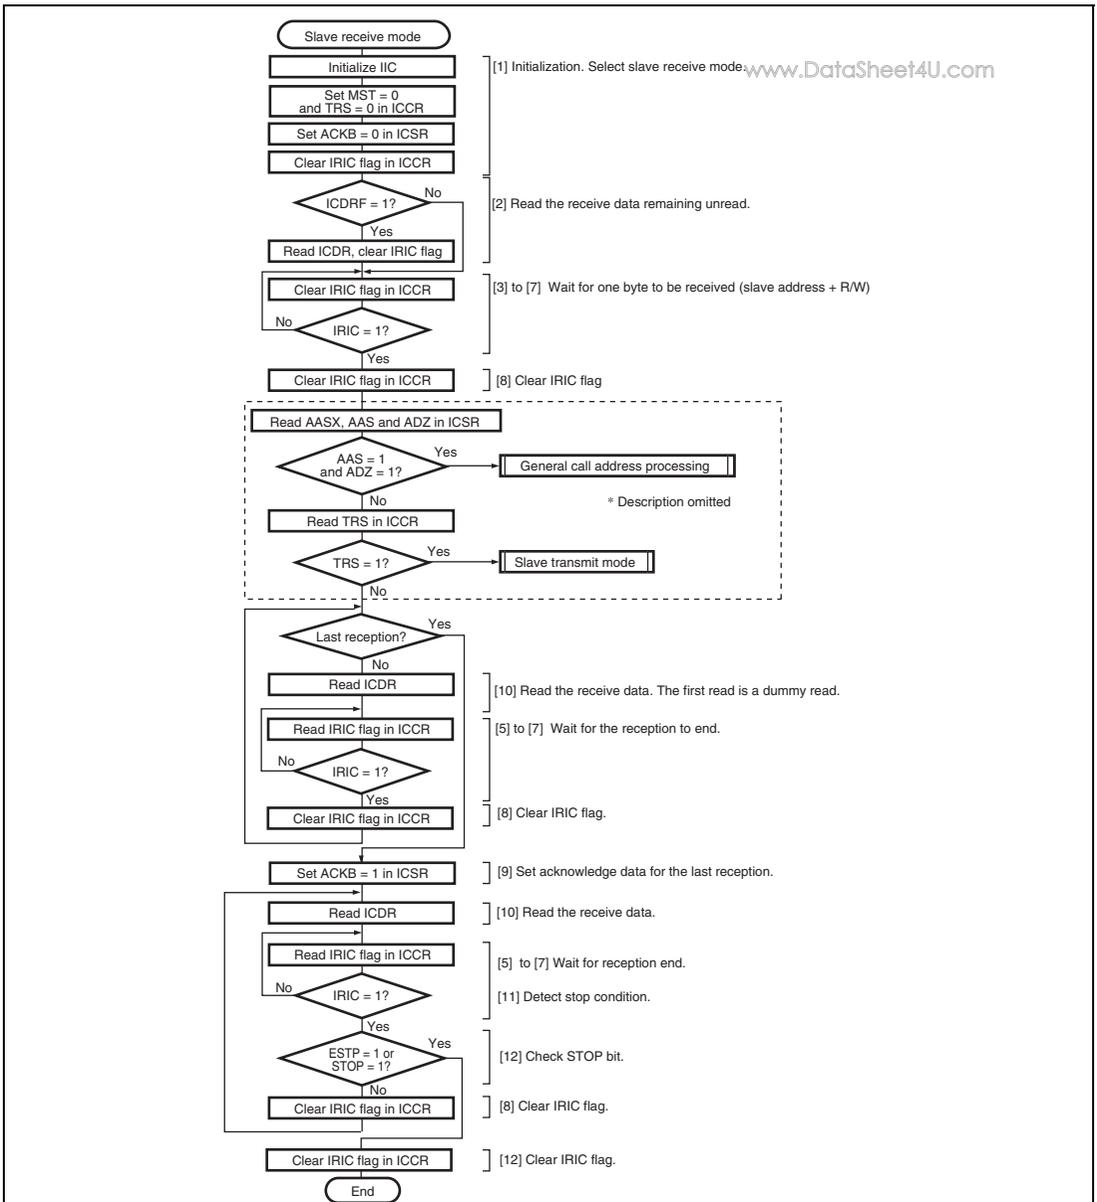 Slave receive mode
Initialize IIC
[1] Initialization. Select slave receive mode.
www.DataSheet4U.com
Set MST = 0
and TRS = 0 in ICCR
Set ACKB = 0 in ICSR
Clear IRIC flag in ICCR
ICDRF = 1?
No
[2] Read the receive data remaining unread.
Yes
Read ICDR, clear IRIC flag
Clear IRIC flag in ICCR
[3] to [7] Wait for one byte to be received (slave address + R/W)
No
IRIC = 1?
Yes
Clear IRIC flag in ICCR
[8] Clear IRIC flag
Read AASX, AAS and ADZ in ICSR
AAS = 1
and ADZ = 1?
Yes
General call address processing
* Description omitted
No
Read TRS in ICCR
TRS = 1?
Yes
Slave transmit mode
No
Last reception?
Yes
No
Read ICDR
[10] Read the receive data. The first read is a dummy read.
Read IRIC flag in ICCR
[5] to [7] Wait for the reception to end.
No
IRIC = 1?
Yes
Clear IRIC flag in ICCR
[8] Clear IRIC flag.
Set ACKB = 1 in ICSR
[9] Set acknowledge data for the last reception.
Read ICDR
[10] Read the receive data.
Read IRIC flag in ICCR
[5] to [7] Wait for reception end.
No
IRIC = 1?
[11] Detect stop condition.
Yes
ESTP = 1 or
STOP = 1?
Yes
[12] Check STOP bit.
No
Clear IRIC flag in ICCR
[8] Clear IRIC flag.
Clear IRIC flag in ICCR
[12] Clear IRIC flag.
End